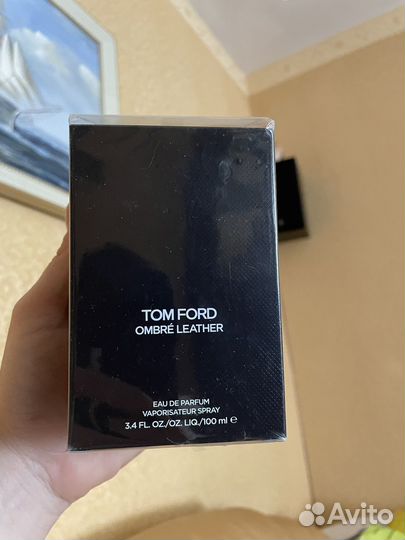 TOM FORD
OMBRÉ LEATHER
EAU DE PARFUM
VAPORISATEUR SPRAY
3.4 FL. OZ./OZ. LIQ./100 ml ℮
Avito